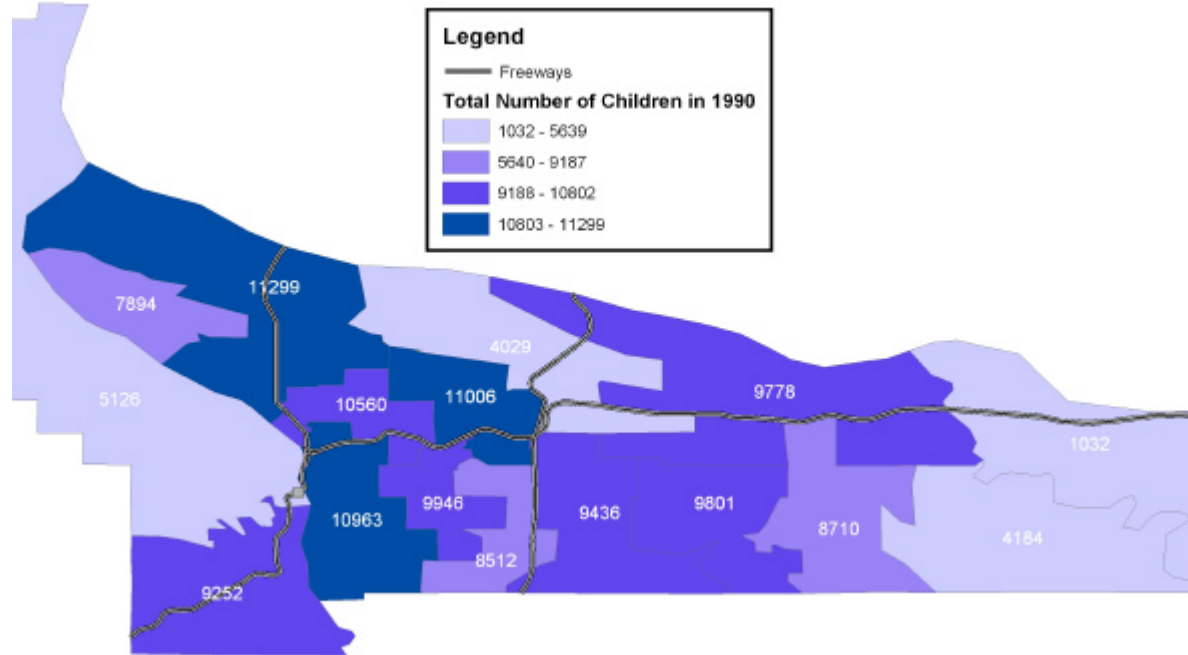 Legend
Freeways
Total Number of Children in 1990
1032 - 5639
5640 - 9187
9188 - 10802
10803 - 11299
11299
7894
4029
5126
10560
11006
9778
1032
10963
9946
9436
9801
8710
4184
8512
9252